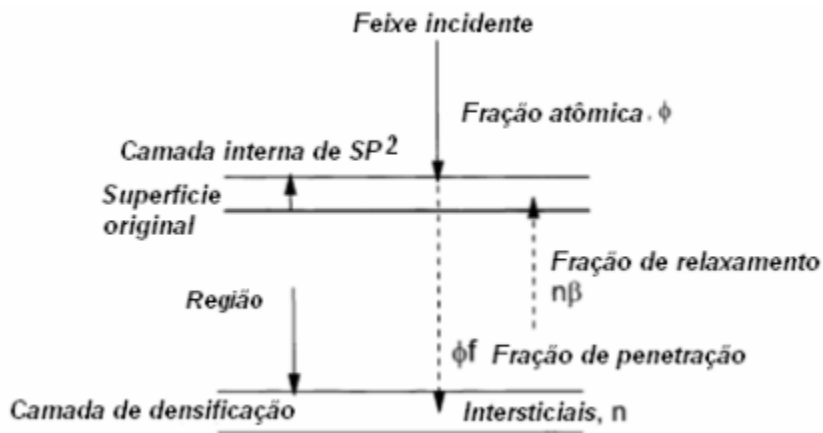 Feixe incidente
Fração atômica. ϕ
Camada interna de SP²
Superficie
original
Fração de relaxamento
nβ
Região
ϕf Fração de penetração
Camada de densificação
Intersticiais, n